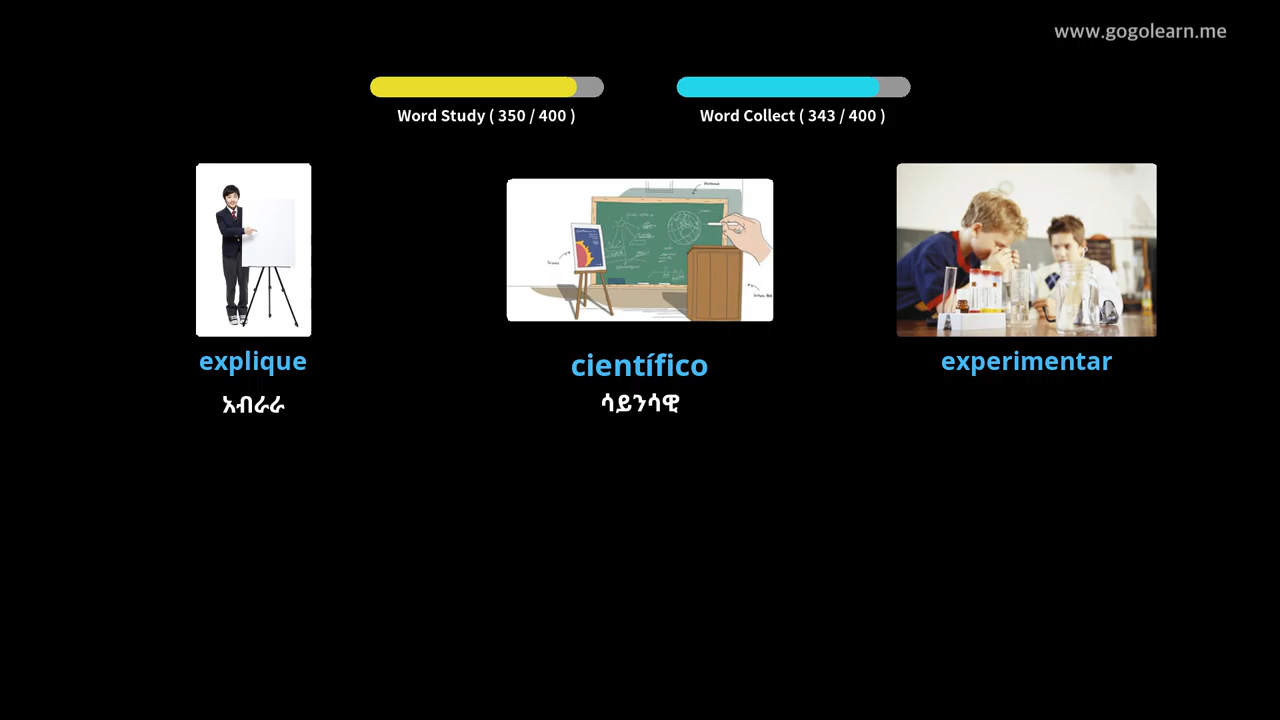 www.gogolearn.me
Word Study ( 350 / 400 )
Word Collect ( 343 / 400 )
explique
científico
experimentar
አብራራ
ሳይንሳዊ